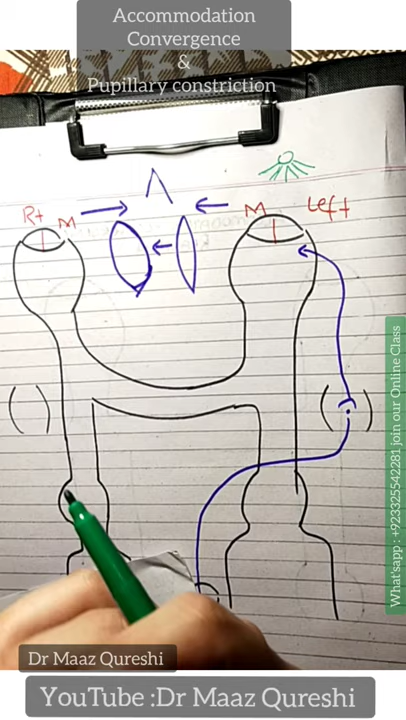 Accommodation
Convergence
&
Pupillary constriction
Rt
M
M
Left
What'sapp : +923325542281 join our Online Class
Dr Maaz Qureshi
YouTube :Dr Maaz Qureshi